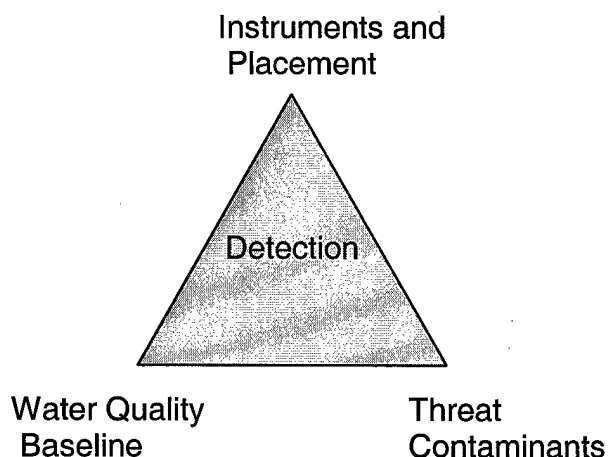 Instruments and
Placement
Detection
Water Quality
Baseline
Threat
Contaminants